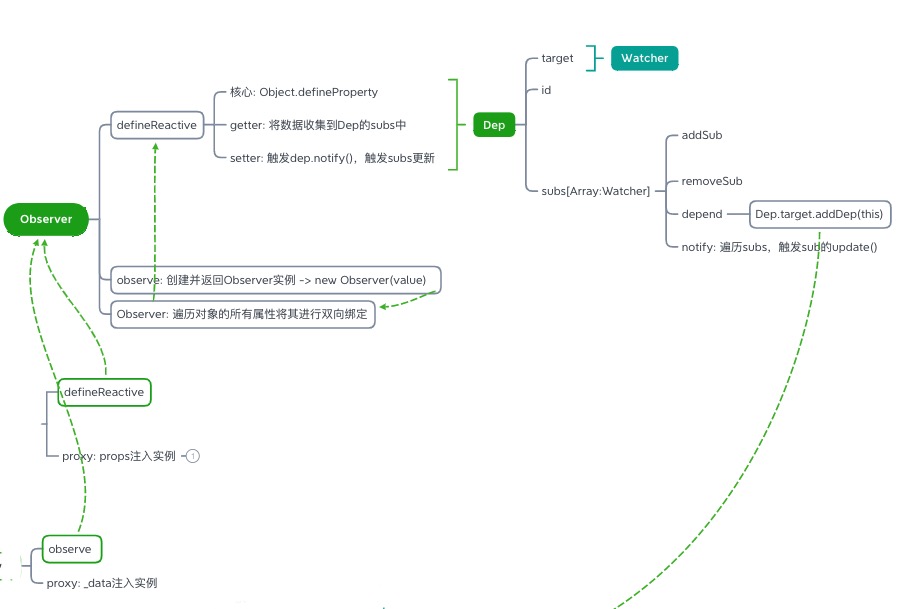 target
Watcher
id
核心: Object.defineProperty
defineReactive
getter: 将数据收集到Dep的subs中
Dep
setter: 触发dep.notify()，触发subs更新
addSub
removeSub
subs[Array:Watcher]
depend
Dep.target.addDep(this)
notify: 遍历subs，触发sub的update()
Observer
observe: 创建并返回Observer实例 -> new Observer(value)
Observer: 遍历对象的所有属性将其进行双向绑定
defineReactive
proxy: props注入实例
1
observe
proxy: _data注入实例